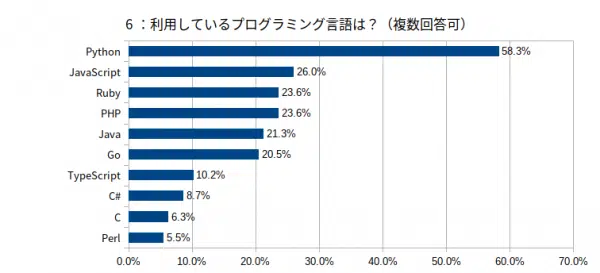 6 ：利用しているプログラミング言語は？（複数回答可）
Python 58.3%
JavaScript 26.0%
Ruby 23.6%
PHP 23.6%
Java 21.3%
Go 20.5%
TypeScript 10.2%
C# 8.7%
C 6.3%
Perl 5.5%
0.0% 10.0% 20.0% 30.0% 40.0% 50.0% 60.0% 70.0%